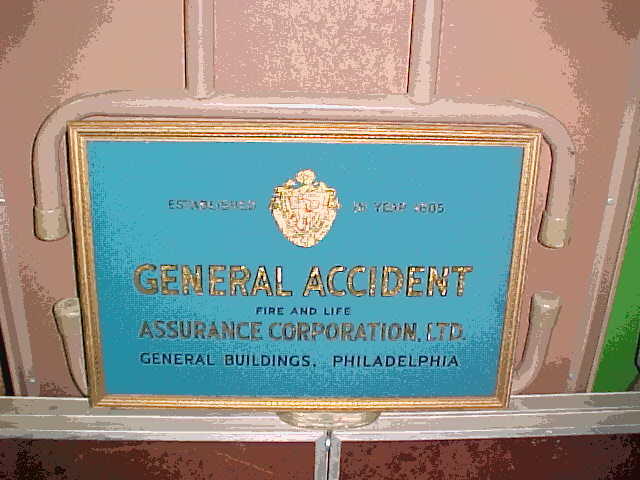 ESTABLISHED IN YEAR 1805
GENERAL ACCIDENT
FIRE AND LIFE
ASSURANCE CORPORATION, LTD.
GENERAL BUILDINGS, PHILADELPHIA